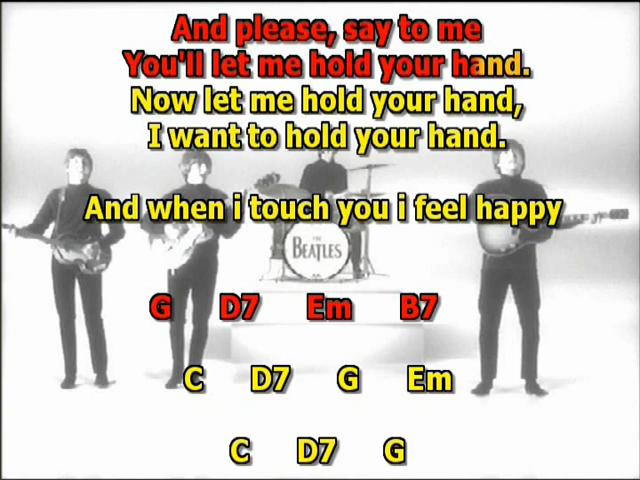 And please, say to me
You'll let me hold your hand.
Now let me hold your hand,
I want to hold your hand.
And when i touch you i feel happy
THE
BEATLES
G D7 Em B7
C D7 G Em
C D7 G